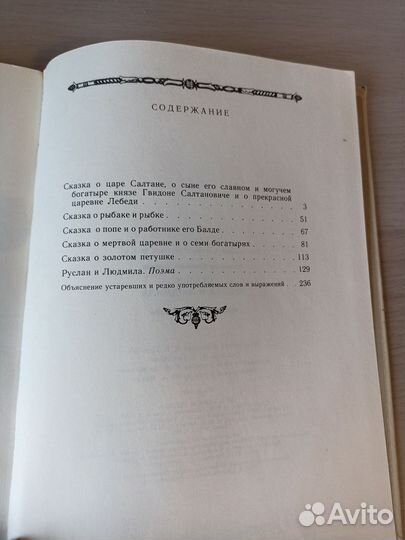 СОДЕРЖАНИЕ
Сказка о царе Салтане, о сыне его славном и могучем
богатыре князе Гвидоне Салтановиче и о прекрасной
царевне Лебеди . . . . . . . . . . . . . . . 3
Сказка о рыбаке и рыбке . . . . . . . . . . . . 51
Сказка о попе и о работнике его Балде . . . . . . . 67
Сказка о мертвой царевне и о семи богатырях . . . . . 81
Сказка о золотом петушке . . . . . . . . . . . . 113
Руслан и Людмила. Поэма . . . . . . . . . . . . 129
Объяснение устаревших и редко употребляемых слов и выражений . . 236
Avito